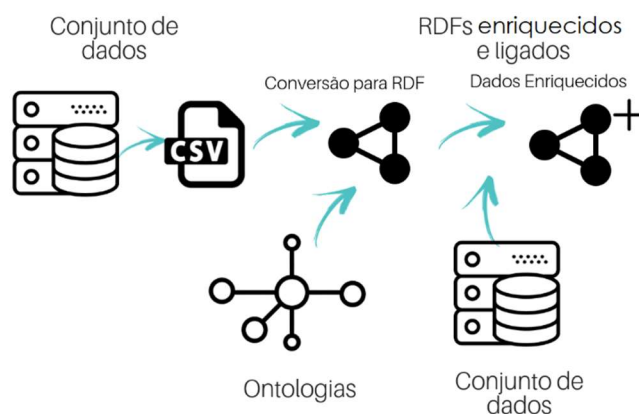 Conjunto de
dados
RDFs enriquecidos
e ligados
Conversão para RDF
Dados Enriquecidos
CSV
Ontologias
Conjunto de
dados